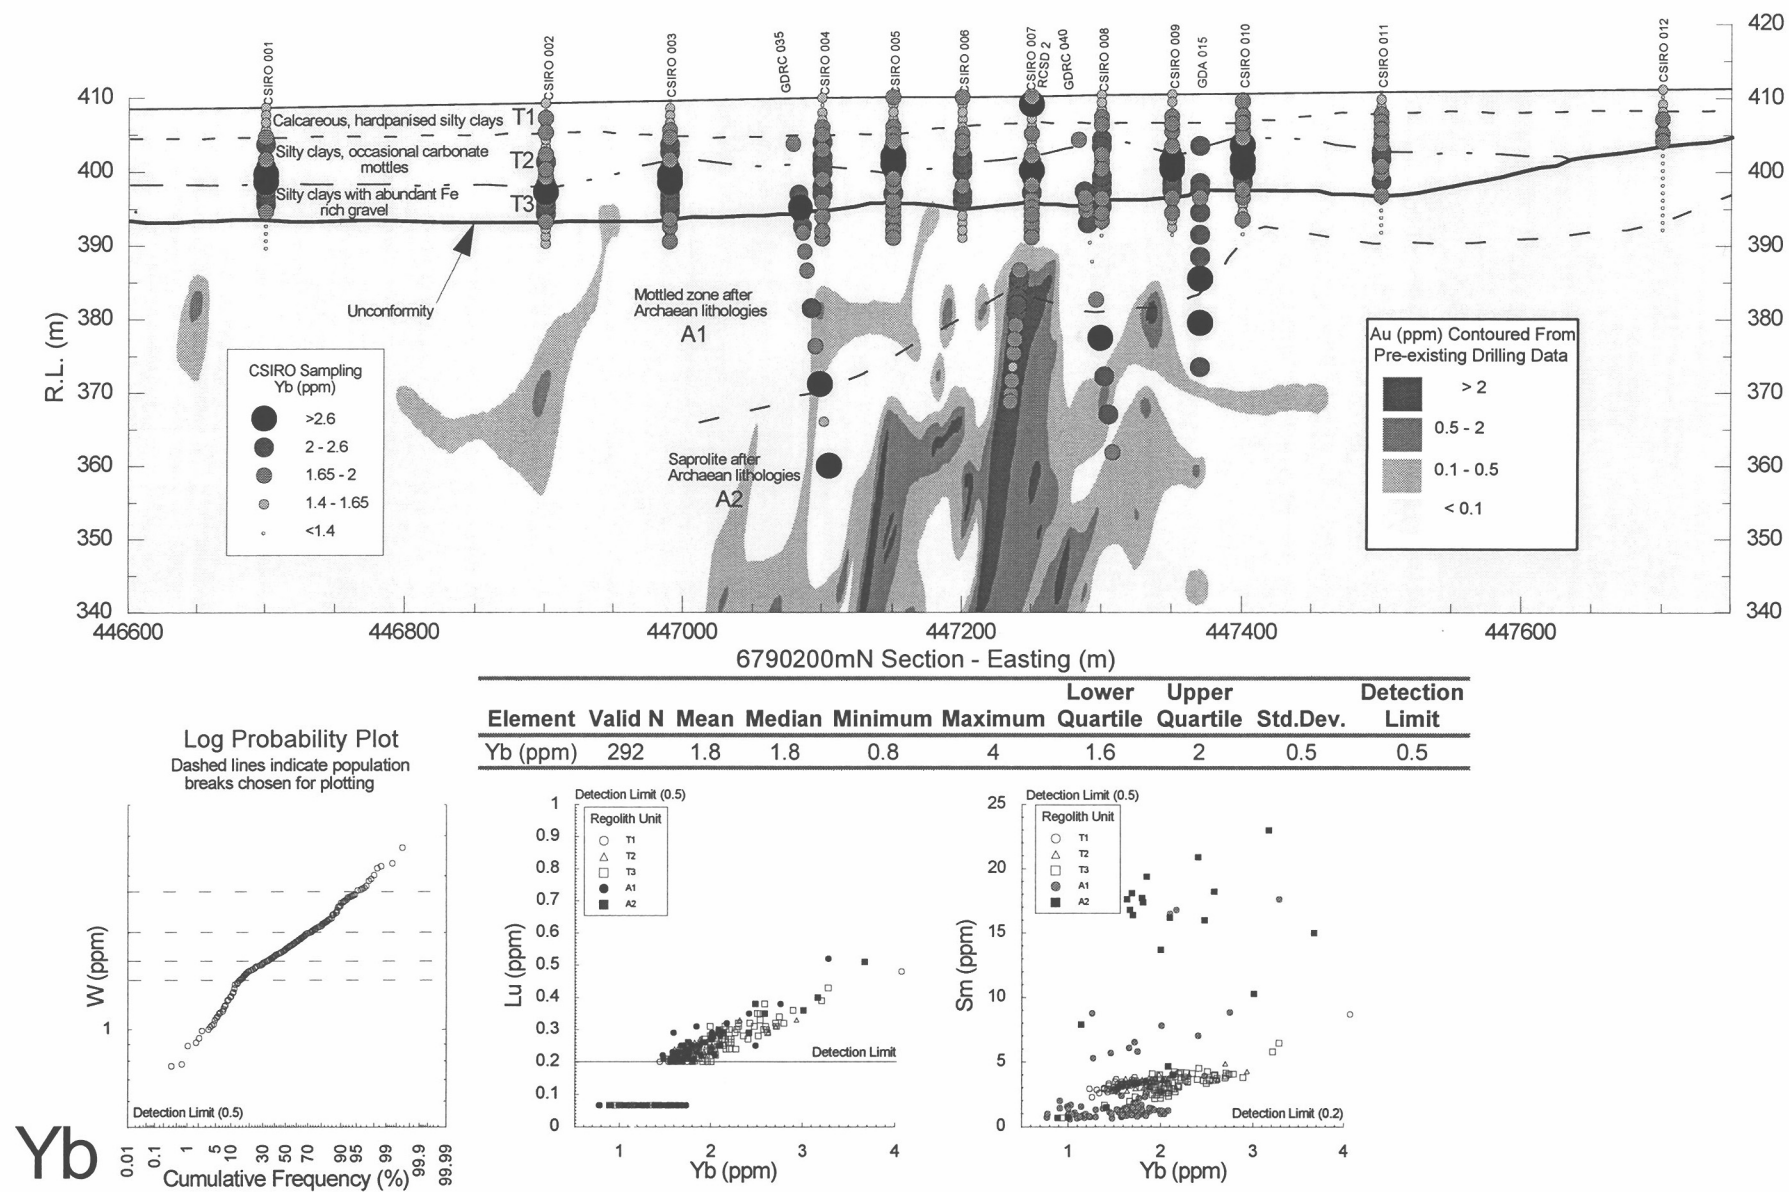 CSIRO 001
CSIRO 002
CSIRO 003
GDRC 035
CSIRO 004
CSIRO 005
CSIRO 006
CSIRO 007
RCSD 2
GDRC 040
CSIRO 008
CSIRO 009
GDA 015
CSIRO 010
CSIRO 011
CSIRO 012
420
410
400
390
380
370
360
350
340
R.L. (m)
410
400
390
380
370
360
350
340
Calcareous, hardpanised silty clays T1
Silty clays, occasional carbonate
mottles
T2
Silty clays with abundant Fe
rich gravel
T3
Unconformity
Mottled zone after
Archaean lithologies
A1
Saprolite after
Archaean lithologies
A2
CSIRO Sampling
Yb (ppm)
>2.6
2 - 2.6
1.65 - 2
1.4 - 1.65
<1.4
Au (ppm) Contoured From
Pre-existing Drilling Data
> 2
0.5 - 2
0.1 - 0.5
< 0.1
446600 446800 447000 447200 447400 447600
6790200mN Section - Easting (m)
Element Valid N Mean Median Minimum Maximum Lower Quartile Upper Quartile Std.Dev. Detection Limit
Yb (ppm) 292 1.8 1.8 0.8 4 1.6 2 0.5 0.5
Log Probability Plot
Dashed lines indicate population
breaks chosen for plotting
W (ppm)
1
Detection Limit (0.5)
0.01 0.1 1 5 10 30 50 70 90 95 99 99.9 99.99
Cumulative Frequency (%)
Yb
Detection Limit (0.5)
Regolith Unit
T1
T2
T3
A1
A2
1
0.9
0.8
0.7
0.6
0.5
0.4
0.3
0.2
0.1
0
Lu (ppm)
Detection Limit
1 2 3 4
Yb (ppm)
Detection Limit (0.5)
Regolith Unit
T1
T2
T3
A1
A2
25
20
15
10
5
0
Sm (ppm)
Detection Limit (0.2)
1 2 3 4
Yb (ppm)